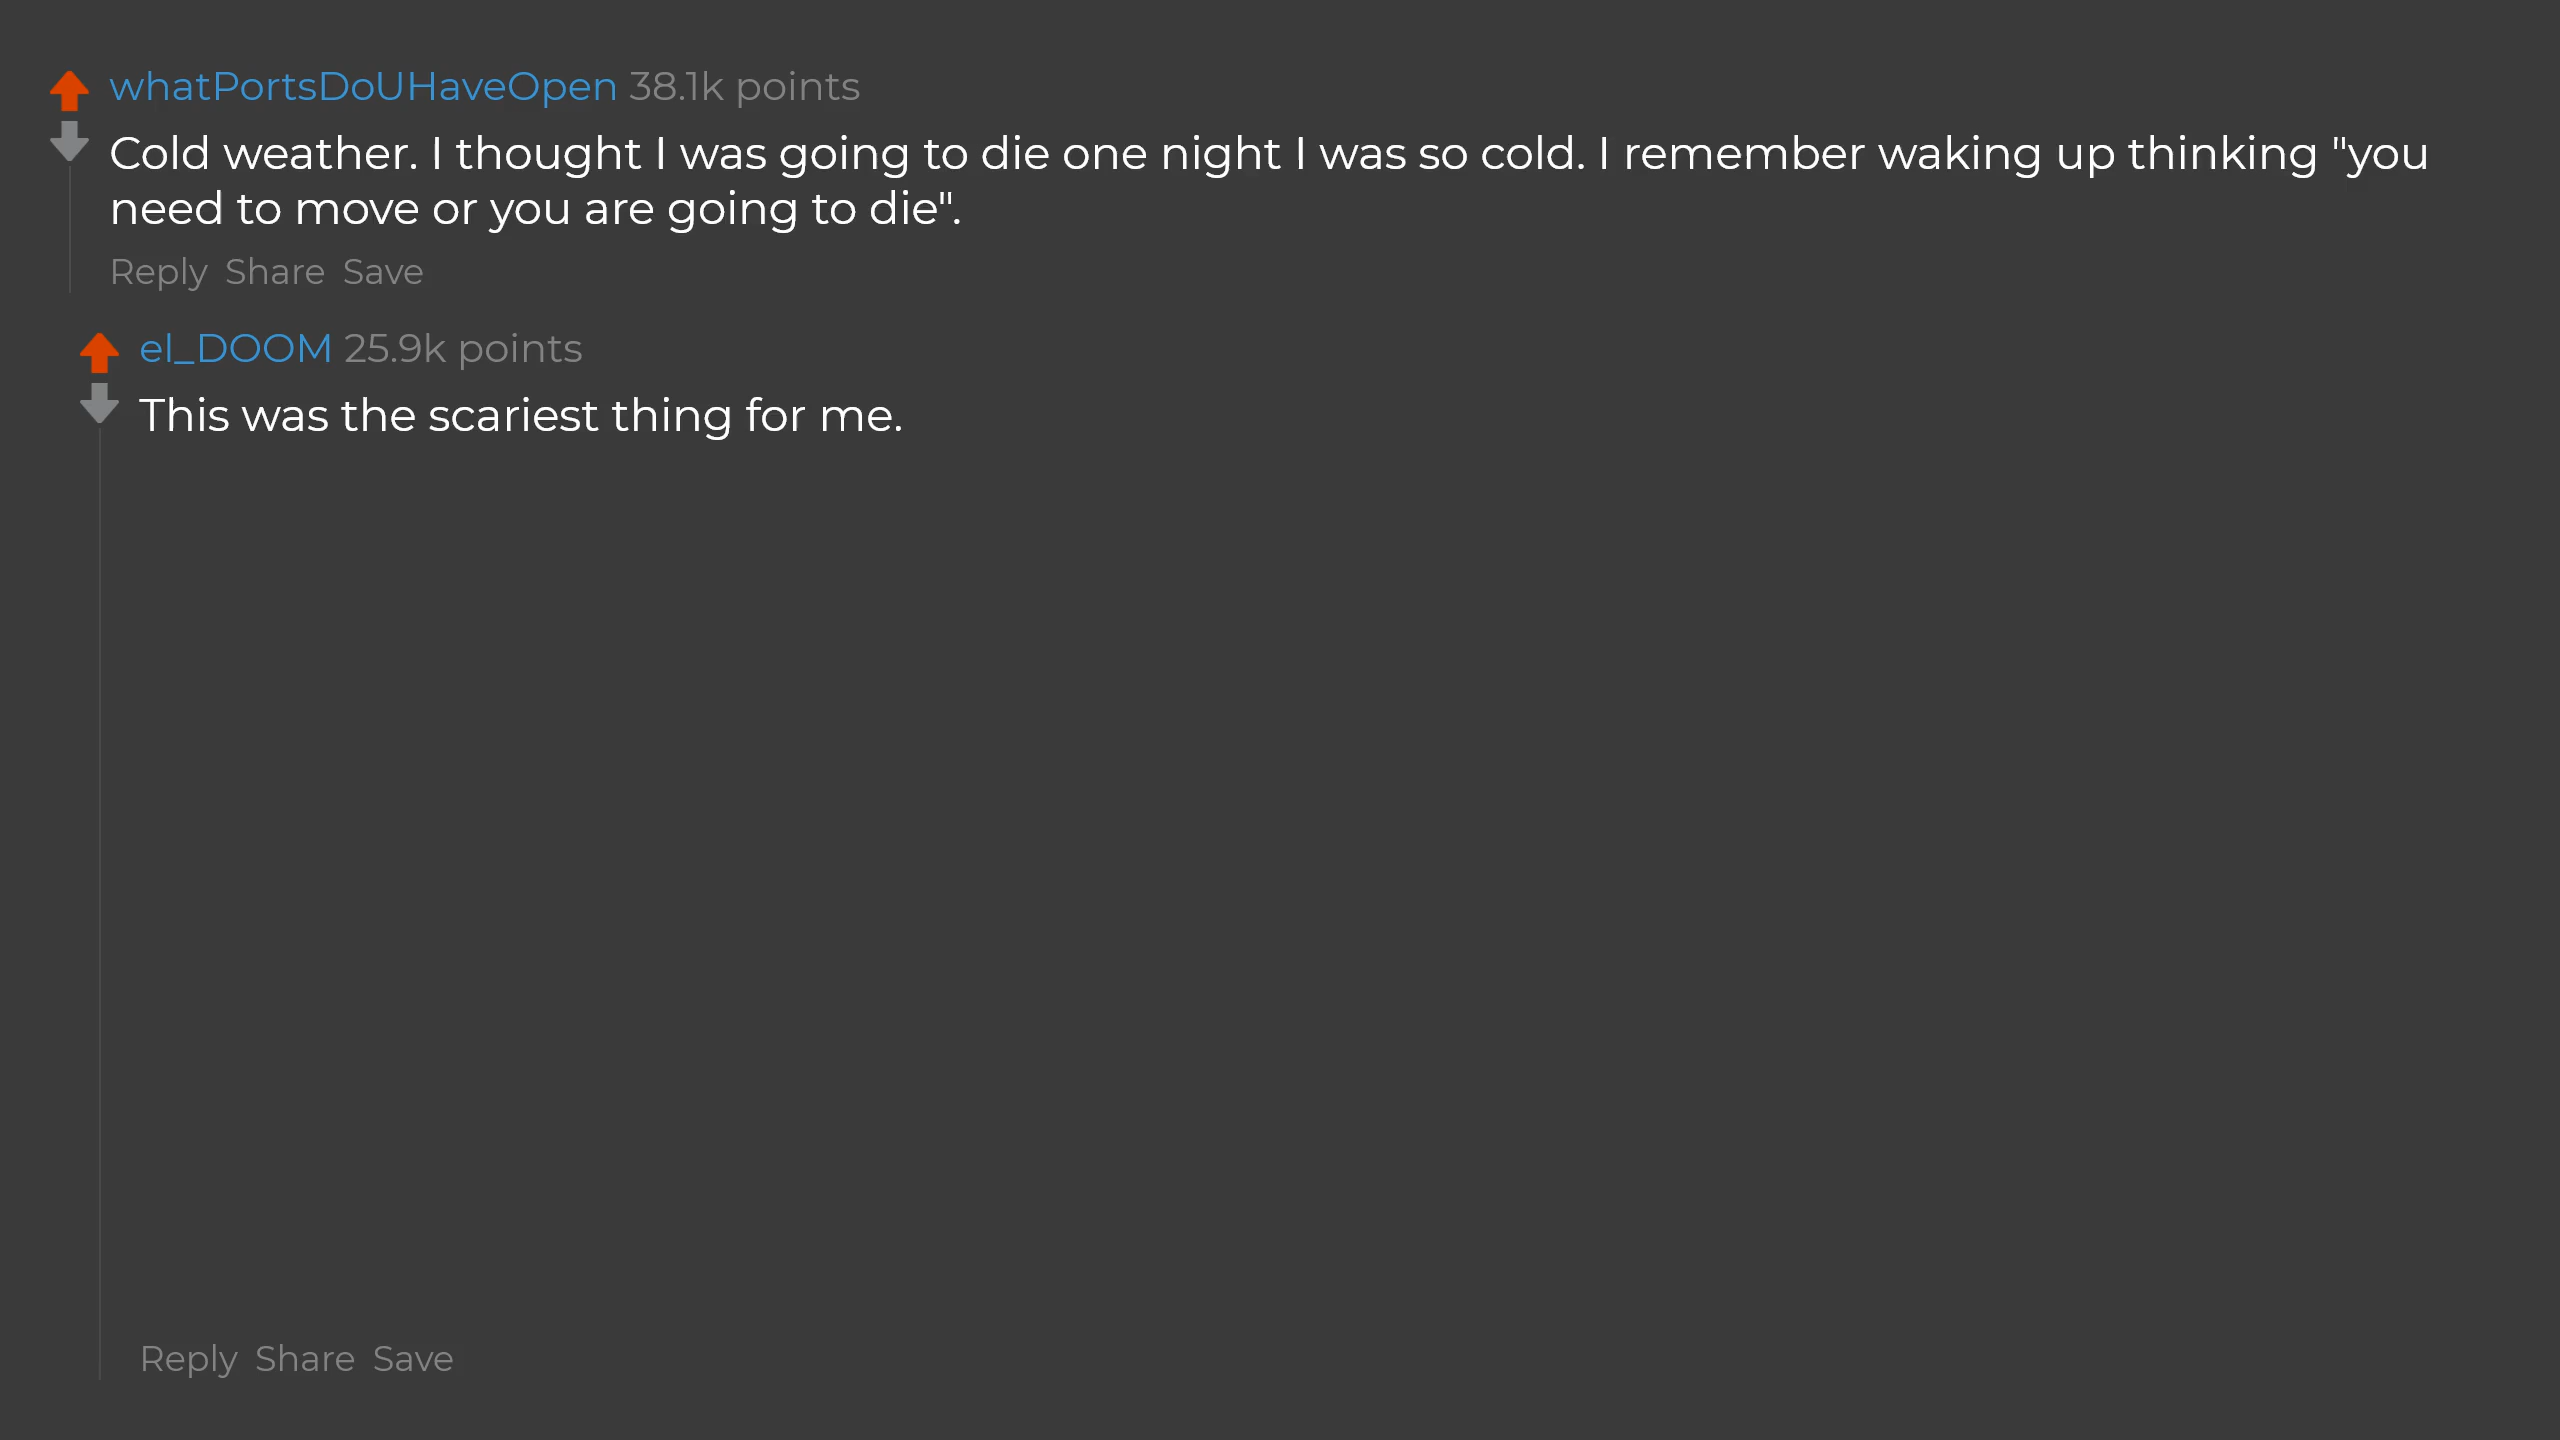 whatPortsDoUHaveOpen 38.1k points
Cold weather. I thought I was going to die one night I was so cold. I remember waking up thinking "you
need to move or you are going to die".
Reply Share Save
el_DOOM 25.9k points
This was the scariest thing for me.
Reply Share Save